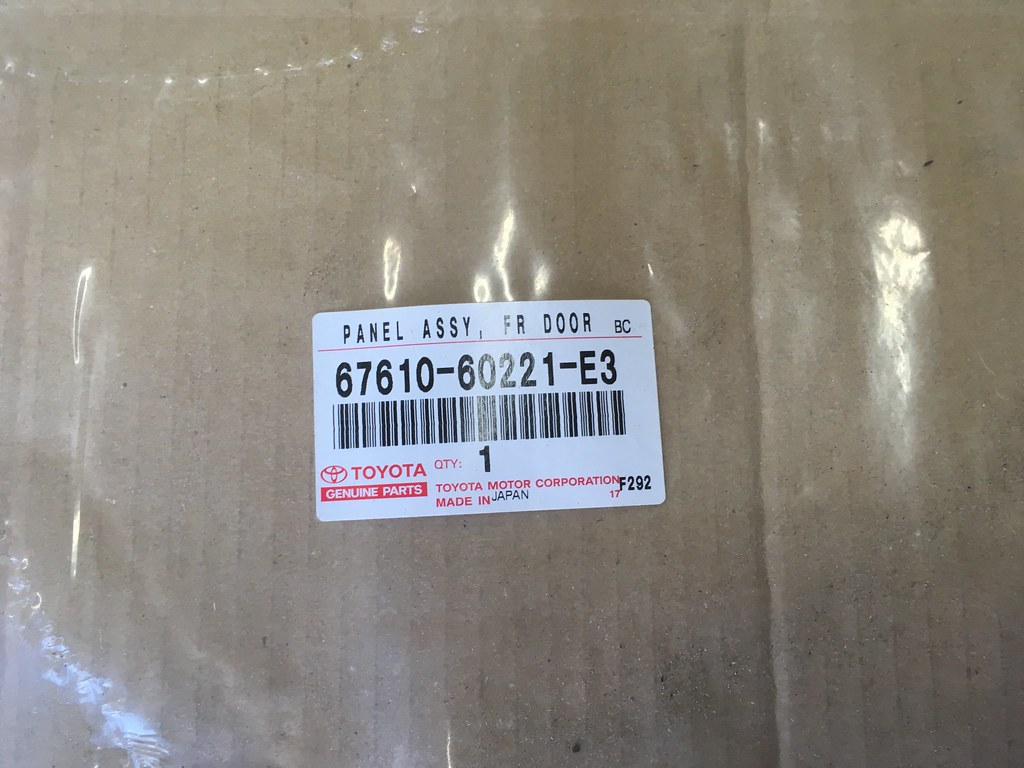 PANEL ASSY, FR DOOR BC
67610-60221-E3
TOYOTA QTY: 1
GENUINE PARTS TOYOTA MOTOR CORPORATION 17 F292
MADE IN JAPAN